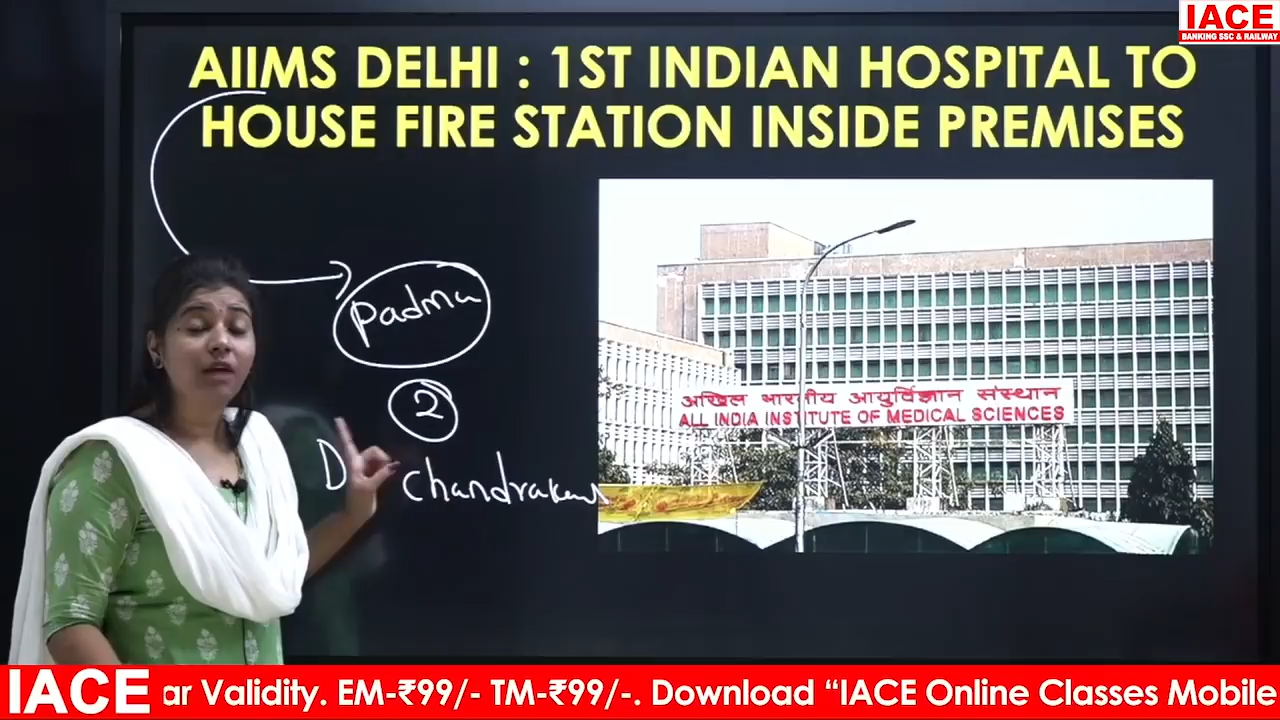 IACE
BANKING SSC & RAILWAY
AIIMS DELHI : 1ST INDIAN HOSPITAL TO
HOUSE FIRE STATION INSIDE PREMISES
Padma
2
अखिल भारतीय आयुर्विज्ञान संस्थान
ALL INDIA INSTITUTE OF MEDICAL SCIENCES
IACE
ar Validity. EM-₹99/- TM-₹99/-. Download “IACE Online Classes Mobile